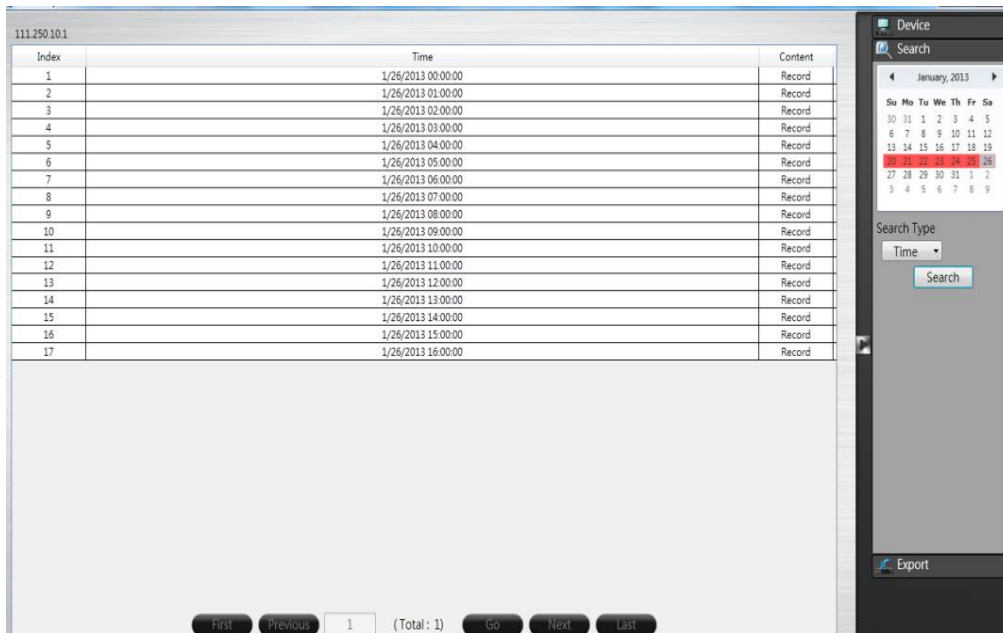 111.250.10.1
Index Time Content
1 1/26/2013 00:00:00 Record
2 1/26/2013 01:00:00 Record
3 1/26/2013 02:00:00 Record
4 1/26/2013 03:00:00 Record
5 1/26/2013 04:00:00 Record
6 1/26/2013 05:00:00 Record
7 1/26/2013 06:00:00 Record
8 1/26/2013 07:00:00 Record
9 1/26/2013 08:00:00 Record
10 1/26/2013 09:00:00 Record
11 1/26/2013 10:00:00 Record
12 1/26/2013 11:00:00 Record
13 1/26/2013 12:00:00 Record
14 1/26/2013 13:00:00 Record
15 1/26/2013 14:00:00 Record
16 1/26/2013 15:00:00 Record
17 1/26/2013 16:00:00 Record
First Previous 1 (Total : 1) Go Next Last
Device
Search
January, 2013
Su Mo Tu We Th Fr Sa
30 31 1 2 3 4 5
6 7 8 9 10 11 12
13 14 15 16 17 18 19
20 21 22 23 24 25 26
27 28 29 30 31 1 2
3 4 5 6 7 8 9
Search Type
Time
Search
Export